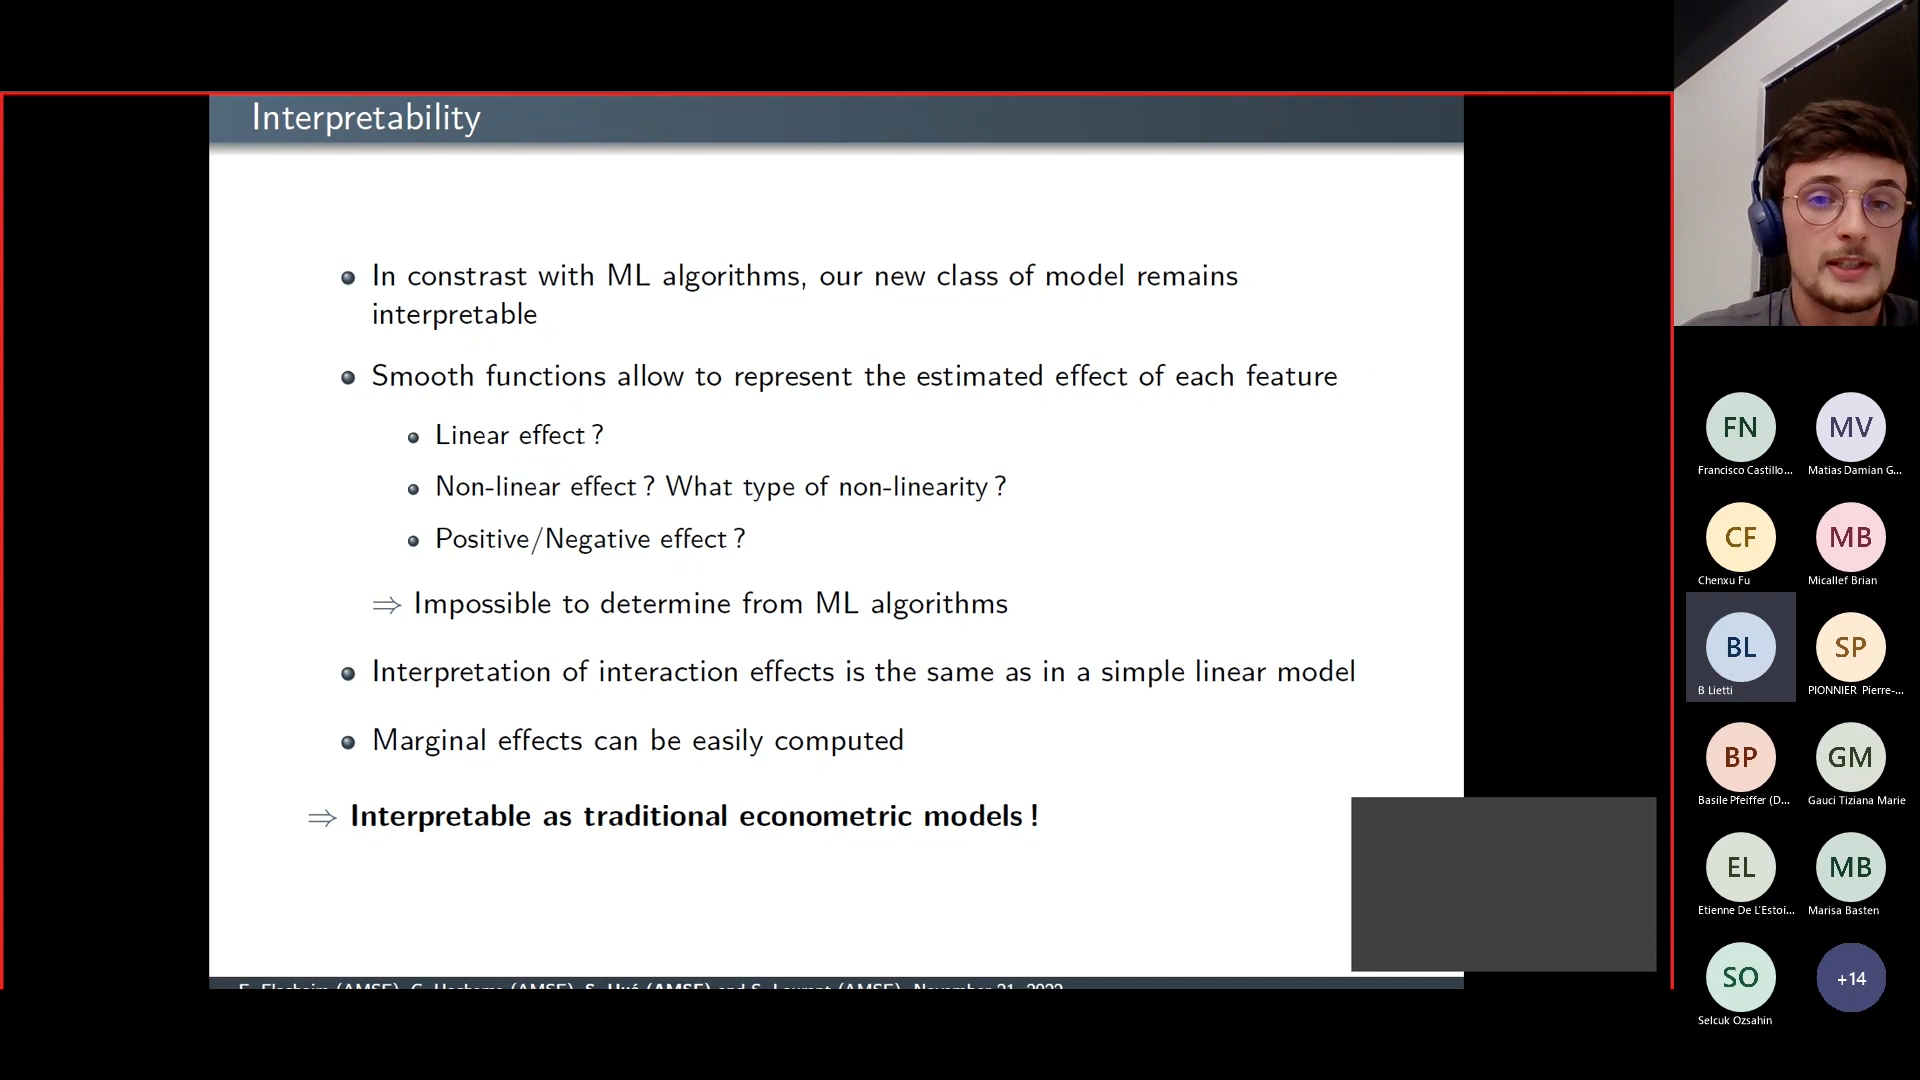 Interpretability
In constrast with ML algorithms, our new class of model remains
interpretable
Smooth functions allow to represent the estimated effect of each feature
Linear effect ?
Non-linear effect ? What type of non-linearity ?
Positive/Negative effect ?
⇒ Impossible to determine from ML algorithms
Interpretation of interaction effects is the same as in a simple linear model
Marginal effects can be easily computed
⇒ Interpretable as traditional econometric models !
(AMSE), (AMSE), S. Hué (AMSE) and S. Laurent (AMSE), November 21, 2022
FN
MV
Francisco Castillo...
Matias Damian G...
CF
MB
Chenxu Fu
Micallef Brian
BL
SP
B Lietti
PIONNIER Pierre-...
BP
GM
Basile Pfeiffer (D...
Gauci Tiziana Marie
EL
MB
Etienne De L'Estoi...
Marisa Basten
SO
+14
Selcuk Ozsahin